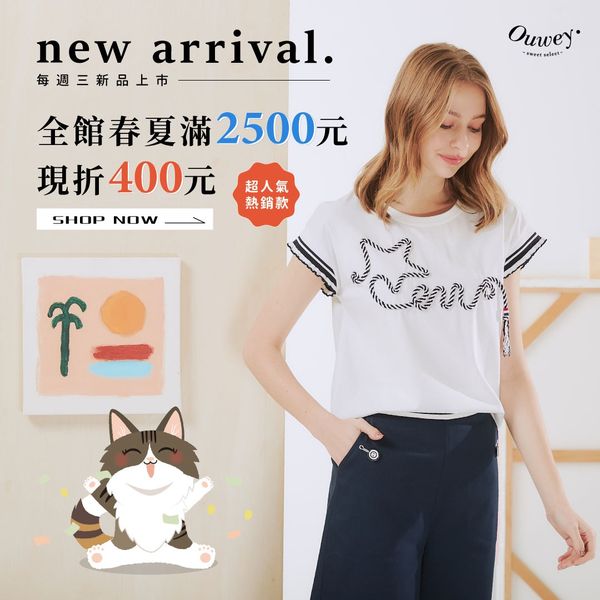 new arrival.
每週三新品上市
Ouwey
~ sweet select ~
全館春夏滿2500元
現折400元
超人氣
熱銷款
SHOP NOW